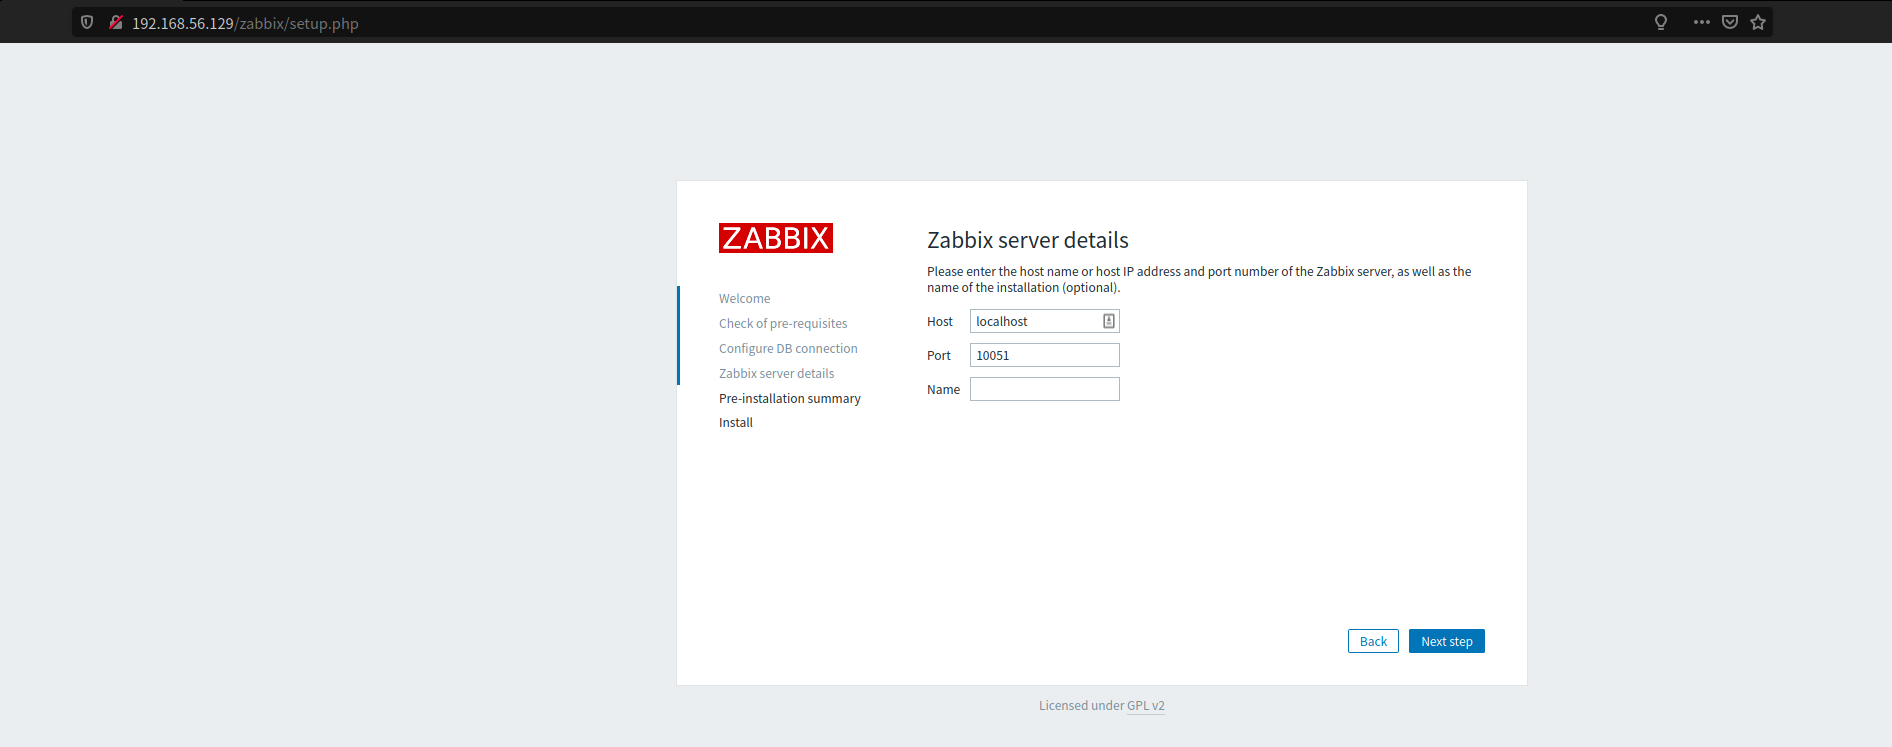 192.168.56.129/zabbix/setup.php
ZABBIX
Welcome
Check of pre-requisites
Configure DB connection
Zabbix server details
Pre-installation summary
Install
Zabbix server details
Please enter the host name or host IP address and port number of the Zabbix server, as well as the
name of the installation (optional).
Host localhost
Port 10051
Name
Back Next step
Licensed under GPL v2